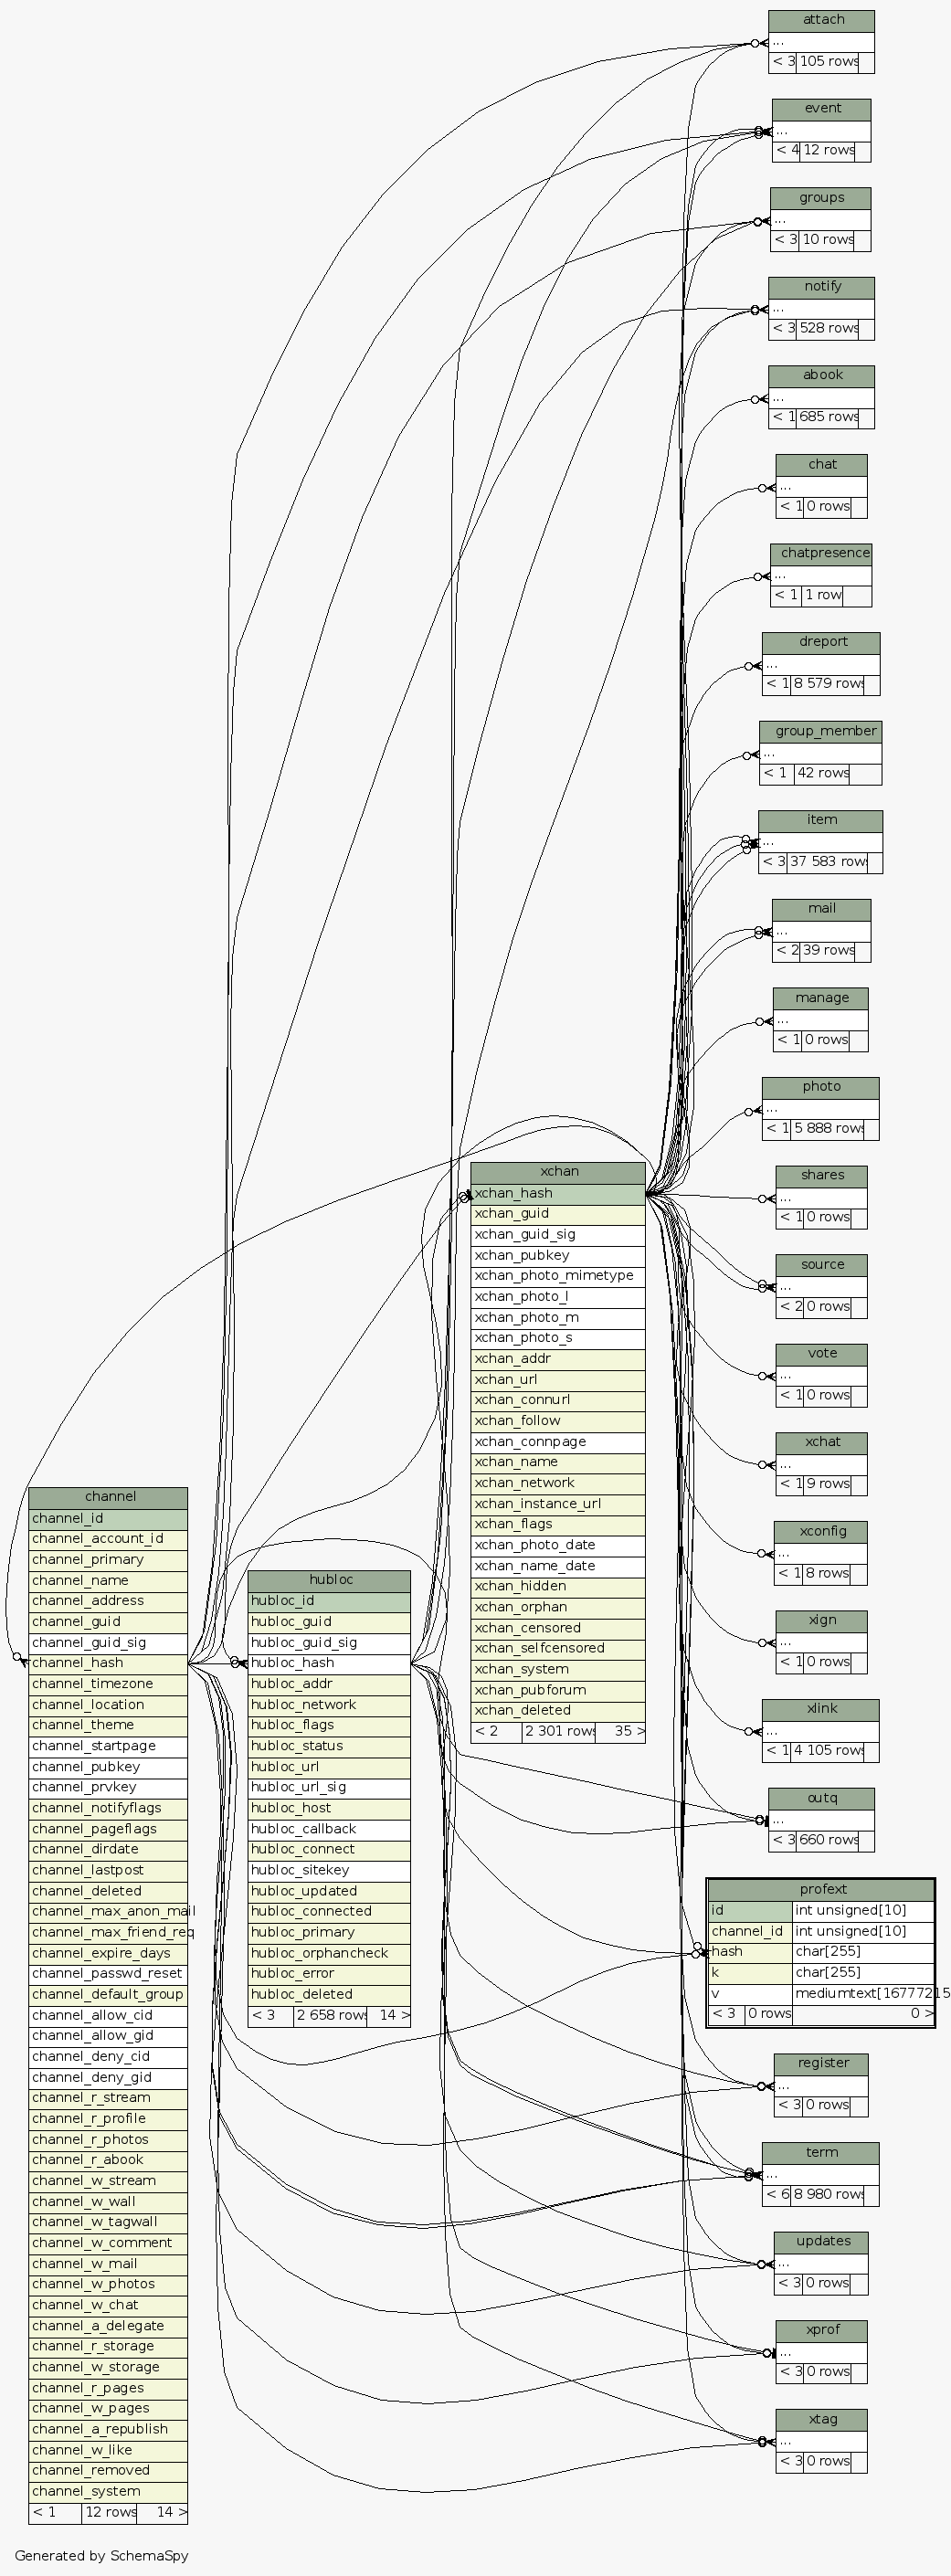 attach
...
< 3 105 rows
event
...
< 4 12 rows
groups
...
< 3 10 rows
notify
...
< 3 528 rows
abook
...
< 1 685 rows
chat
...
< 1 0 rows
chatpresence
...
< 1 1 row
dreport
...
< 1 8 579 rows
group_member
...
< 1 42 rows
item
...
< 3 37 583 rows
mail
...
< 2 39 rows
manage
...
< 1 0 rows
photo
...
< 1 5 888 rows
shares
...
< 1 0 rows
source
...
< 2 0 rows
vote
...
< 1 0 rows
xchat
...
< 1 9 rows
xconfig
...
< 1 8 rows
xign
...
< 1 0 rows
xlink
...
< 1 4 105 rows
outq
...
< 3 660 rows
profext
id int unsigned[10]
channel_id int unsigned[10]
hash char[255]
k char[255]
v mediumtext[16777215
< 3 0 rows 0 >
register
...
< 3 0 rows
term
...
< 6 8 980 rows
updates
...
< 3 0 rows
xprof
...
< 3 0 rows
xtag
...
< 3 0 rows
xchan
xchan_hash
xchan_guid
xchan_guid_sig
xchan_pubkey
xchan_photo_mimetype
xchan_photo_l
xchan_photo_m
xchan_photo_s
xchan_addr
xchan_url
xchan_connurl
xchan_follow
xchan_connpage
xchan_name
xchan_network
xchan_instance_url
xchan_flags
xchan_photo_date
xchan_name_date
xchan_hidden
xchan_orphan
xchan_censored
xchan_selfcensored
xchan_system
xchan_pubforum
xchan_deleted
< 2 2 301 rows 35 >
hubloc
hubloc_id
hubloc_guid
hubloc_guid_sig
hubloc_hash
hubloc_addr
hubloc_network
hubloc_flags
hubloc_status
hubloc_url
hubloc_url_sig
hubloc_host
hubloc_callback
hubloc_connect
hubloc_sitekey
hubloc_updated
hubloc_connected
hubloc_primary
hubloc_orphancheck
hubloc_error
hubloc_deleted
< 3 2 658 rows 14 >
channel
channel_id
channel_account_id
channel_primary
channel_name
channel_address
channel_guid
channel_guid_sig
channel_hash
channel_timezone
channel_location
channel_theme
channel_startpage
channel_pubkey
channel_prvkey
channel_notifyflags
channel_pageflags
channel_dirdate
channel_lastpost
channel_deleted
channel_max_anon_mail
channel_max_friend_req
channel_expire_days
channel_passwd_reset
channel_default_group
channel_allow_cid
channel_allow_gid
channel_deny_cid
channel_deny_gid
channel_r_stream
channel_r_profile
channel_r_photos
channel_r_abook
channel_w_stream
channel_w_wall
channel_w_tagwall
channel_w_comment
channel_w_mail
channel_w_photos
channel_w_chat
channel_a_delegate
channel_r_storage
channel_w_storage
channel_r_pages
channel_w_pages
channel_a_republish
channel_w_like
channel_removed
channel_system
< 1 12 rows 14 >
Generated by SchemaSpy